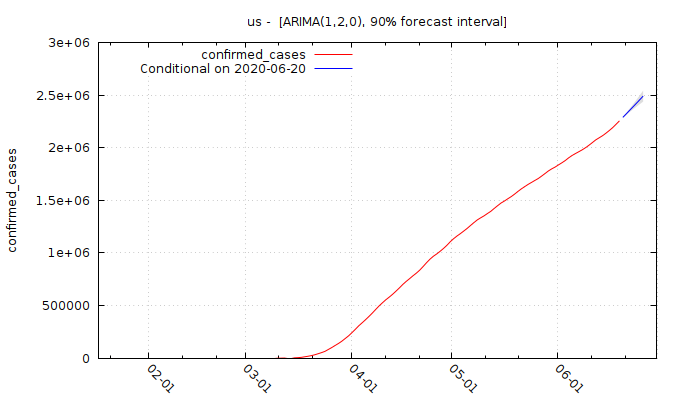 us -  [ARIMA(1,2,0), 90% forecast interval]
3e+06
confirmed_cases
Conditional on 2020-06-20
2.5e+06
2e+06
1.5e+06
1e+06
500000
0
confirmed_cases
02-01
03-01
04-01
05-01
06-01